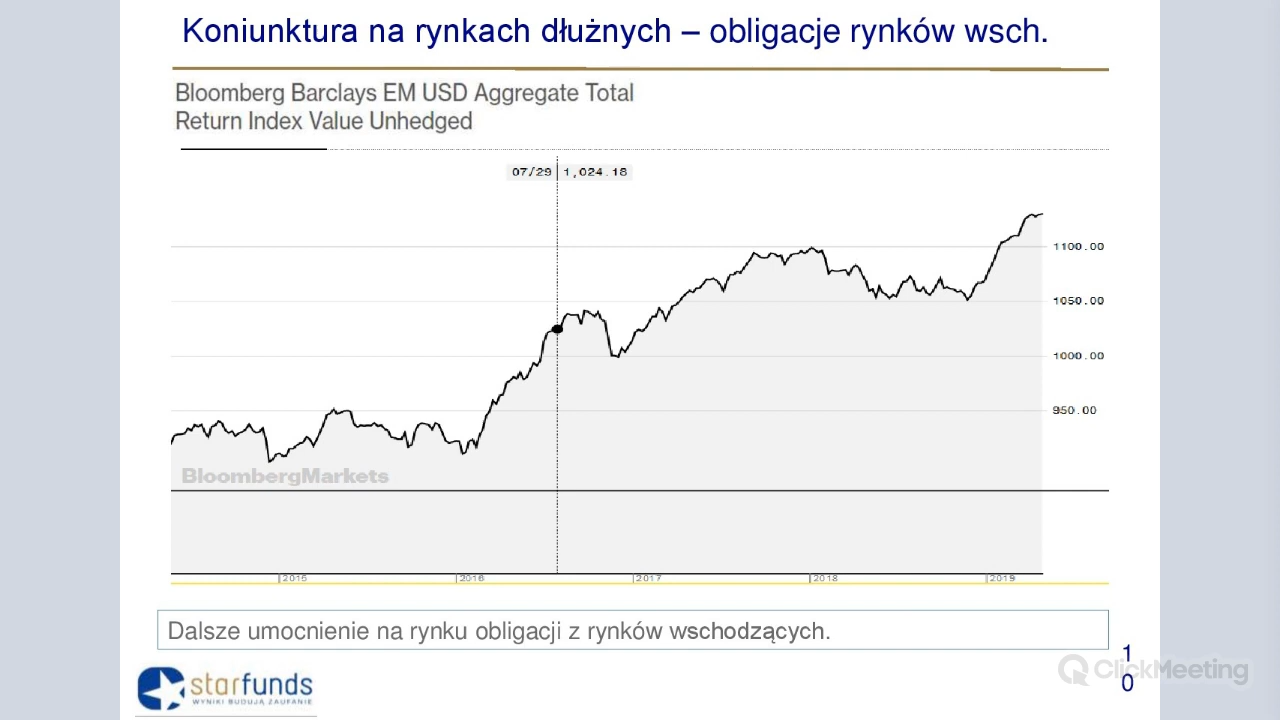 Koniunktura na rynkach dłużnych – obligacje rynków wsch.
Bloomberg Barclays EM USD Aggregate Total
Return Index Value Unhedged
07/29 1,024.18
1100.00
1050.00
1000.00
950.00
BloombergMarkets
2015 2016 2017 2018 2019
Dalsze umocnienie na rynku obligacji z rynków wschodzących.
starfunds
WYNIKI BUDUJĄ ZAUFANIE
1
0
ClickMeeting